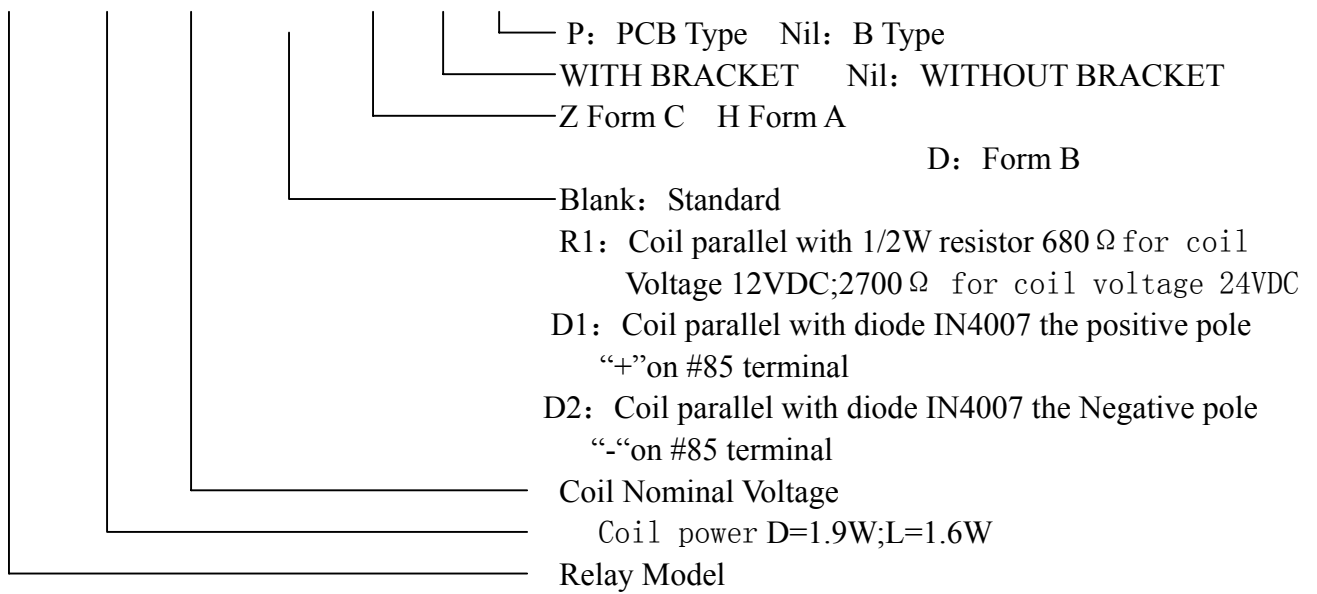 P：PCB Type Nil：B Type
WITH BRACKET Nil：WITHOUT BRACKET
Z Form C H Form A
D：Form B
Blank：Standard
R1：Coil parallel with 1/2W resistor 680Ω for coil
Voltage 12VDC;2700Ω for coil voltage 24VDC
D1：Coil parallel with diode IN4007 the positive pole
“+”on #85 terminal
D2：Coil parallel with diode IN4007 the Negative pole
“-“on #85 terminal
Coil Nominal Voltage
Coil power D=1.9W;L=1.6W
Relay Model